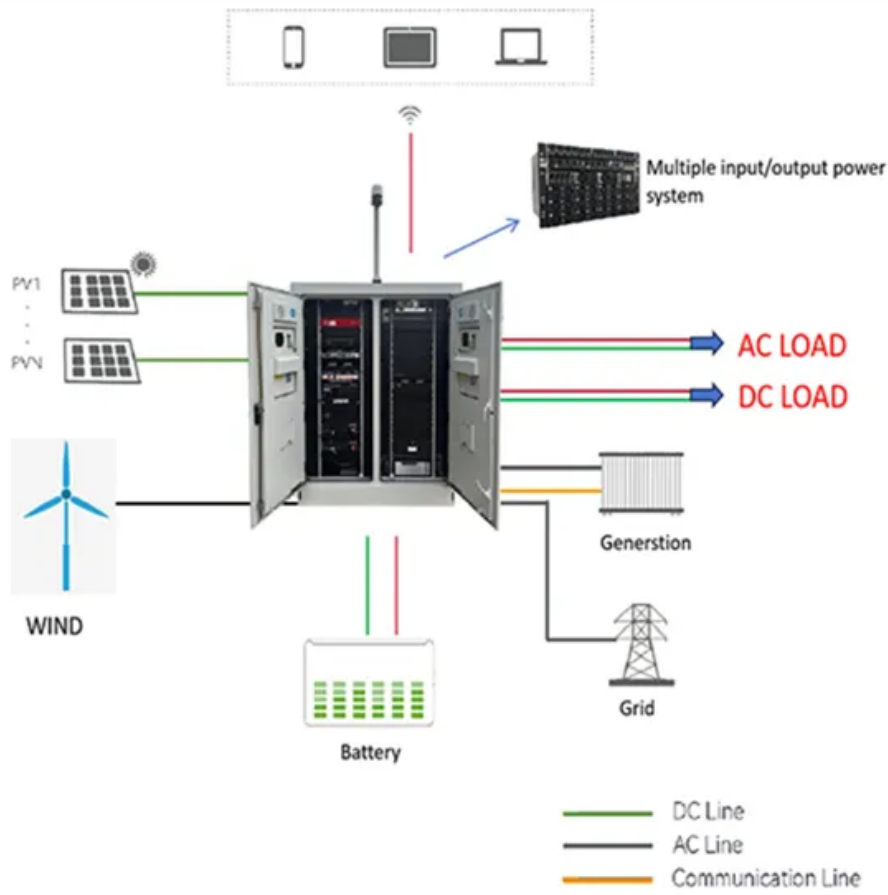 Multiple input/output power
system
PV1
PVN
AC LOAD
DC LOAD
WIND
Generstion
Grid
Battery
DC Line
AC Line
Communication Line